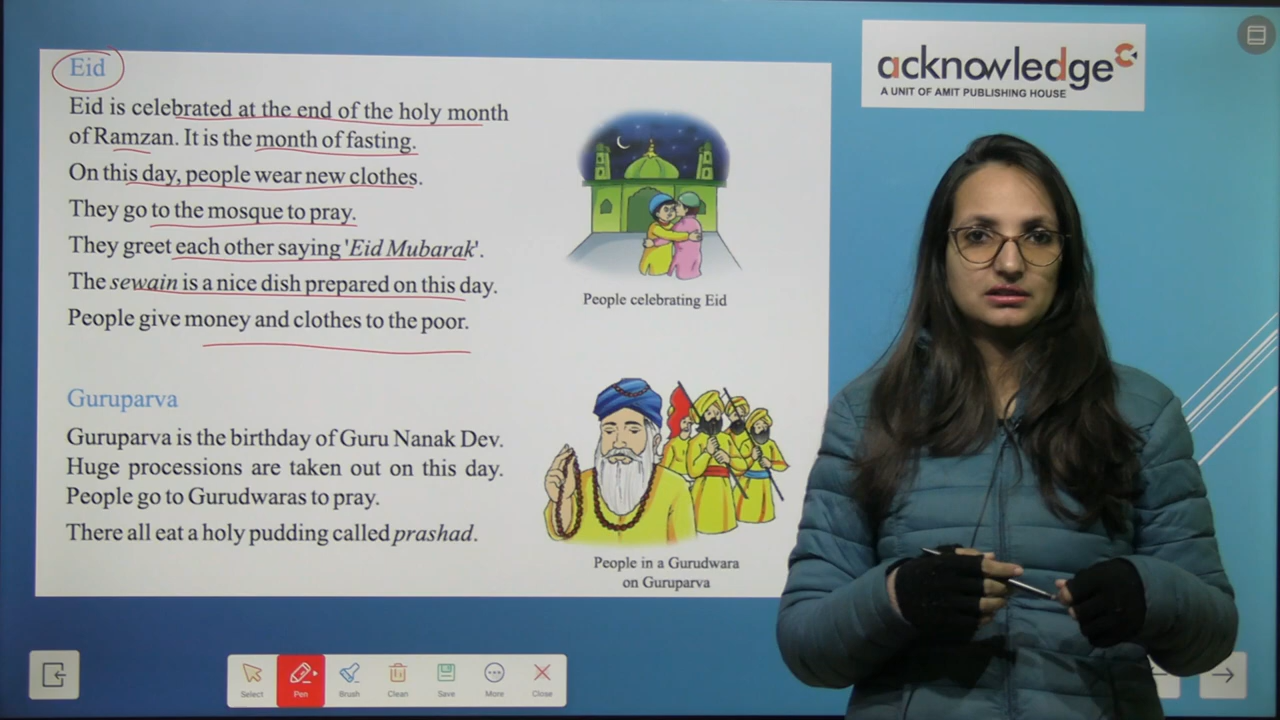 Eid
Eid is celebrated at the end of the holy month
of Ramzan. It is the month of fasting.
On this day, people wear new clothes.
They go to the mosque to pray.
They greet each other saying 'Eid Mubarak'.
The sewain is a nice dish prepared on this day.
People give money and clothes to the poor.
People celebrating Eid
Guruparva
Guruparva is the birthday of Guru Nanak Dev.
Huge processions are taken out on this day.
People go to Gurudwaras to pray.
There all eat a holy pudding called prashad.
People in a Gurudwara
on Guruparva
acknowledge
A UNIT OF AMIT PUBLISHING HOUSE
Select Pen Brush Clean Save More Close